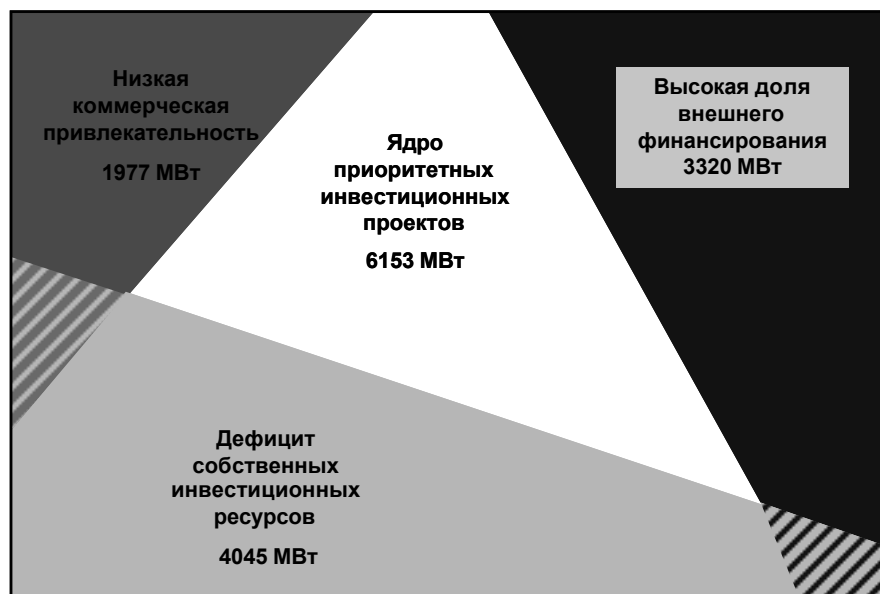 Низкая
коммерческая
привлекательность
1977 МВт
Ядро
приоритетных
инвестиционных
проектов
6153 МВт
Высокая доля
внешнего
финансирования
3320 МВт
Дефицит
собственных
инвестиционных
ресурсов
4045 МВт